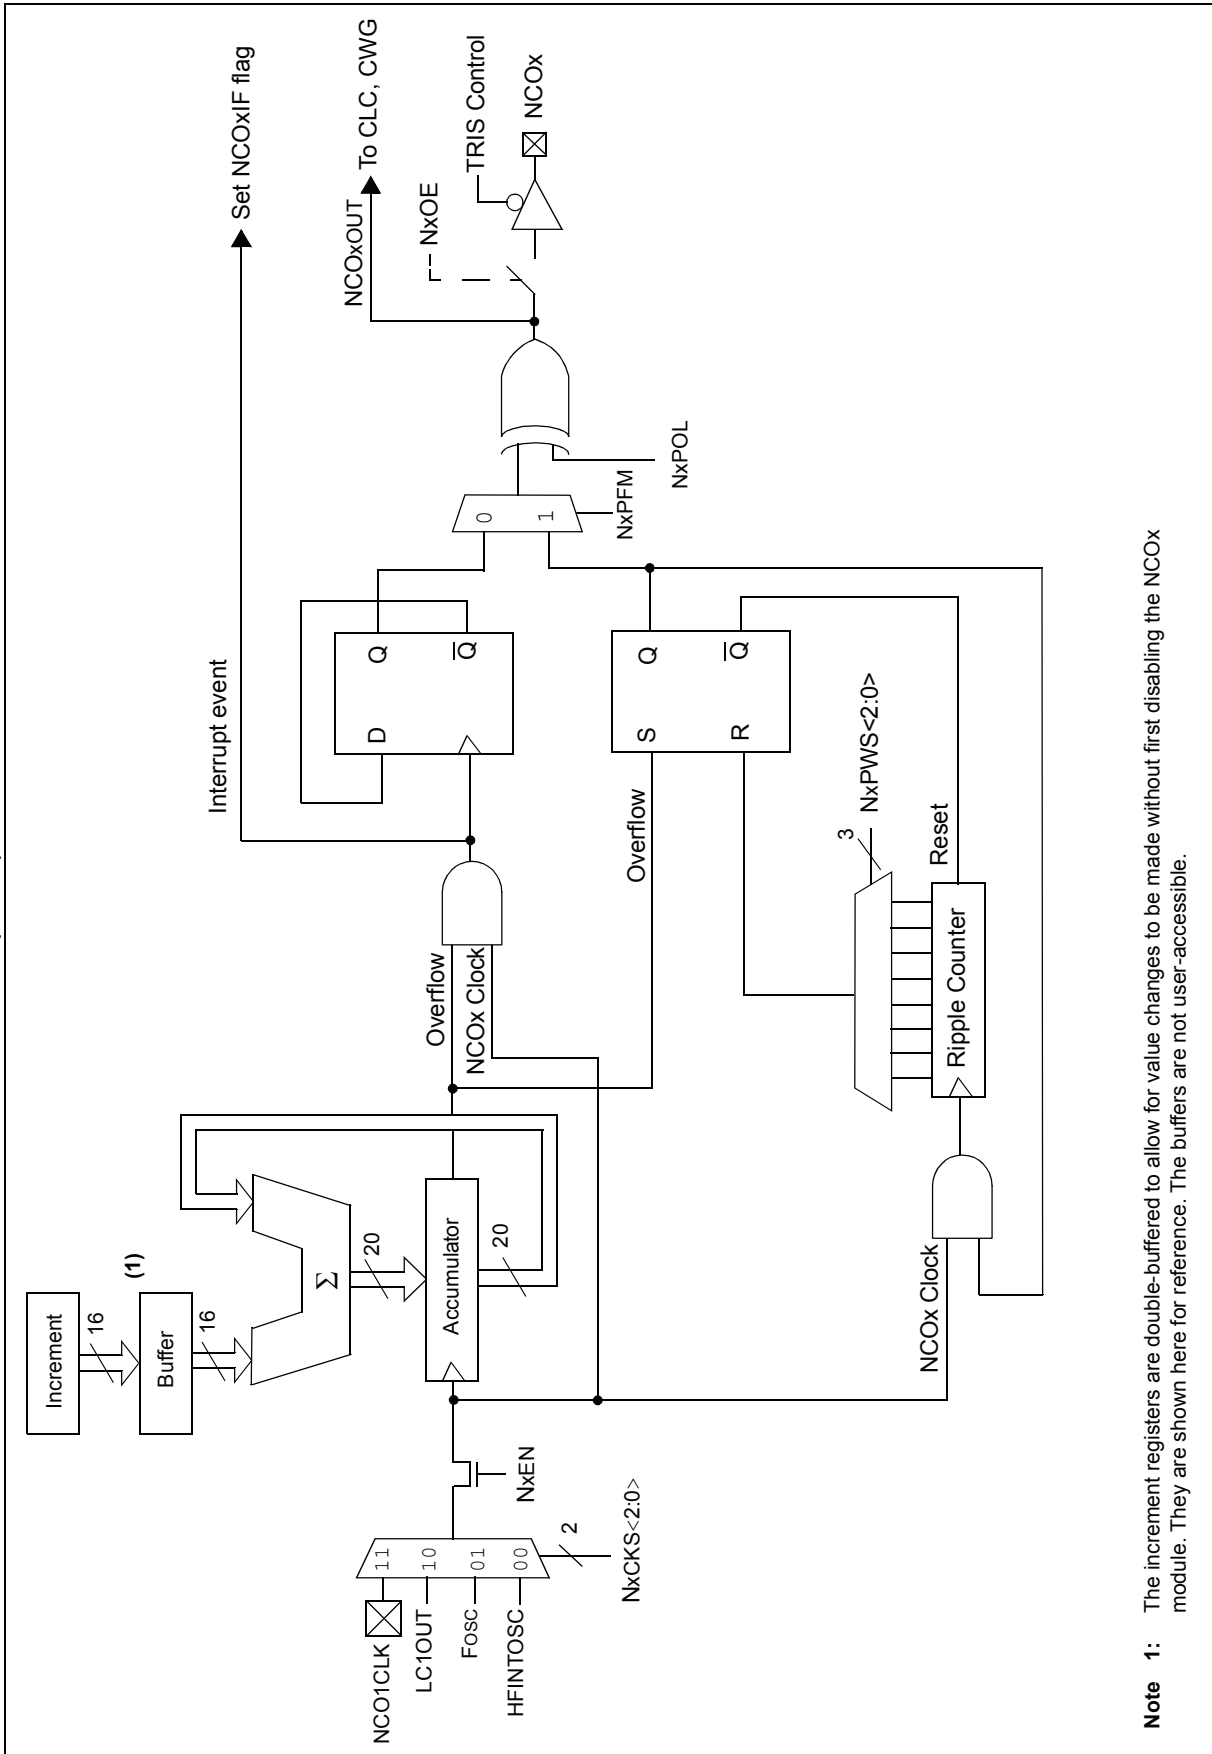 Increment
16
Buffer
(1)
16
Σ
20
Accumulator
20
NCO1CLK
LC1OUT
FOSC
HFINTOSC
11
10
01
00
2
NxCKS<2:0>
NxEN
Overflow
NCOx Clock
Interrupt event
Set NCOxIF flag
D
Q
Q
Overflow
S
Q
R
Q
0
1
NxPFM
NxPOL
NCOxOUT
To CLC, CWG
NxOE
TRIS Control
NCOx
NCOx Clock
Ripple Counter
Reset
3
NxPWS<2:0>
Note 1: The increment registers are double-buffered to allow for value changes to be made without first disabling the NCOx
module. They are shown here for reference. The buffers are not user-accessible.